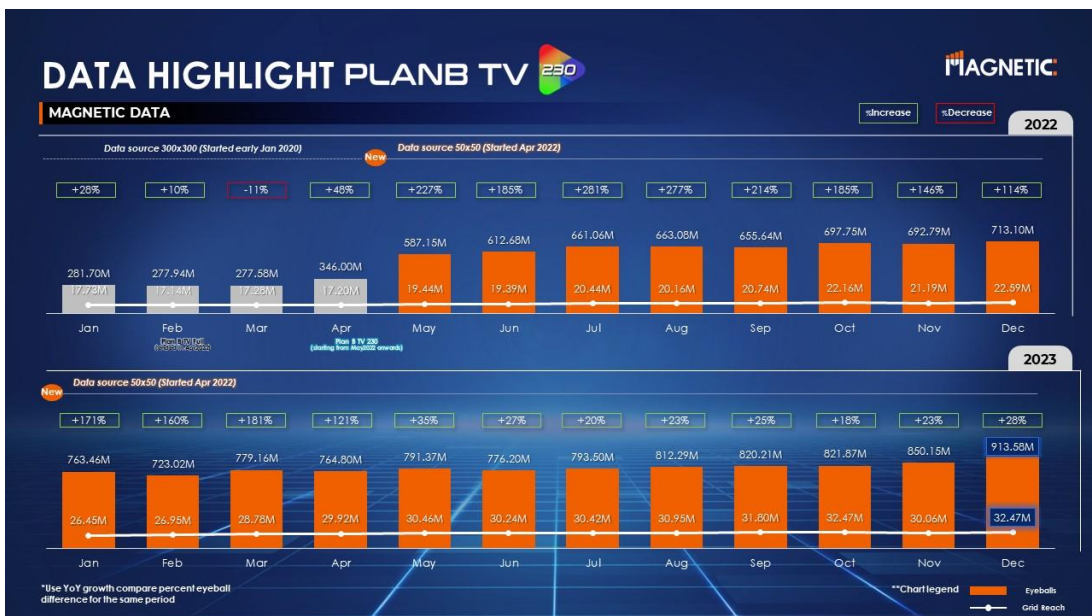 DATA HIGHLIGHT PLANB TV 230
MAGNETIC
MAGNETIC DATA
%Increase %Decrease
2022
Data source 300x300 (Started early Jan 2020) New Data source 50x50 (Started Apr 2022)
+28% +10% -11% +48% +227% +185% +281% +277% +214% +185% +146% +114%
281.70M 277.94M 277.58M 346.00M 587.15M 612.68M 661.06M 663.08M 655.64M 697.75M 692.79M 713.10M
17.73M 17.14M 17.28M 17.20M 19.44M 19.39M 20.44M 20.16M 20.74M 22.16M 21.19M 22.59M
Jan Feb Mar Apr May Jun Jul Aug Sep Oct Nov Dec
Plan B TV Full
Plan B TV 230
(starting from May2022 onwards)
2023
New Data source 50x50 (Started Apr 2022)
+171% +160% +181% +121% +35% +27% +20% +23% +25% +18% +23% +28%
763.46M 723.02M 779.16M 764.80M 791.37M 776.20M 793.50M 812.29M 820.21M 821.87M 850.15M 913.58M
26.45M 26.95M 28.78M 29.92M 30.46M 30.24M 30.42M 30.95M 31.80M 32.47M 30.06M 32.47M
Jan Feb Mar Apr May Jun Jul Aug Sep Oct Nov Dec
*Use YoY growth compare percent eyeball
difference for the same period
**Chart legend Eyeballs
Grid Reach